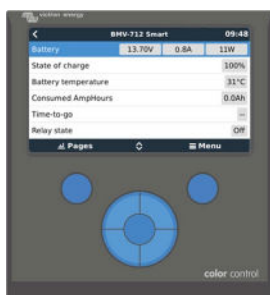 victron energy
BMV-712 Smart 09:48
Battery 13.70V 0.8A 11W
State of charge 100%
Battery temperature 31°C
Consumed AmpHours 0.0Ah
Time-to-go --
Relay state Off
Pages Menu
color control